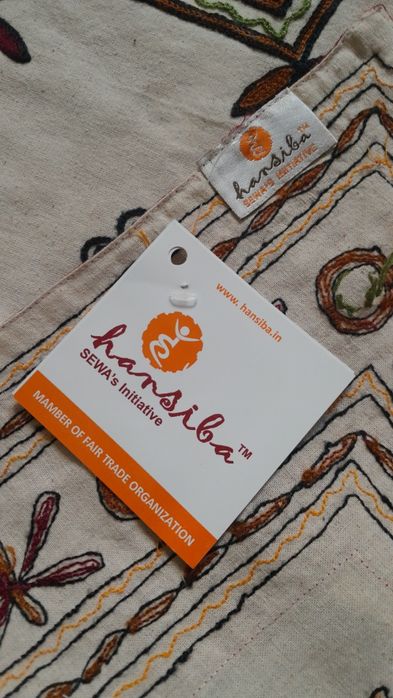 hansiba™
SEWA'S INITIATIVE
www.hansiba.in
hansiba™
SEWA's Initiative
MAMBER OF FAIR TRADE ORGANIZATION